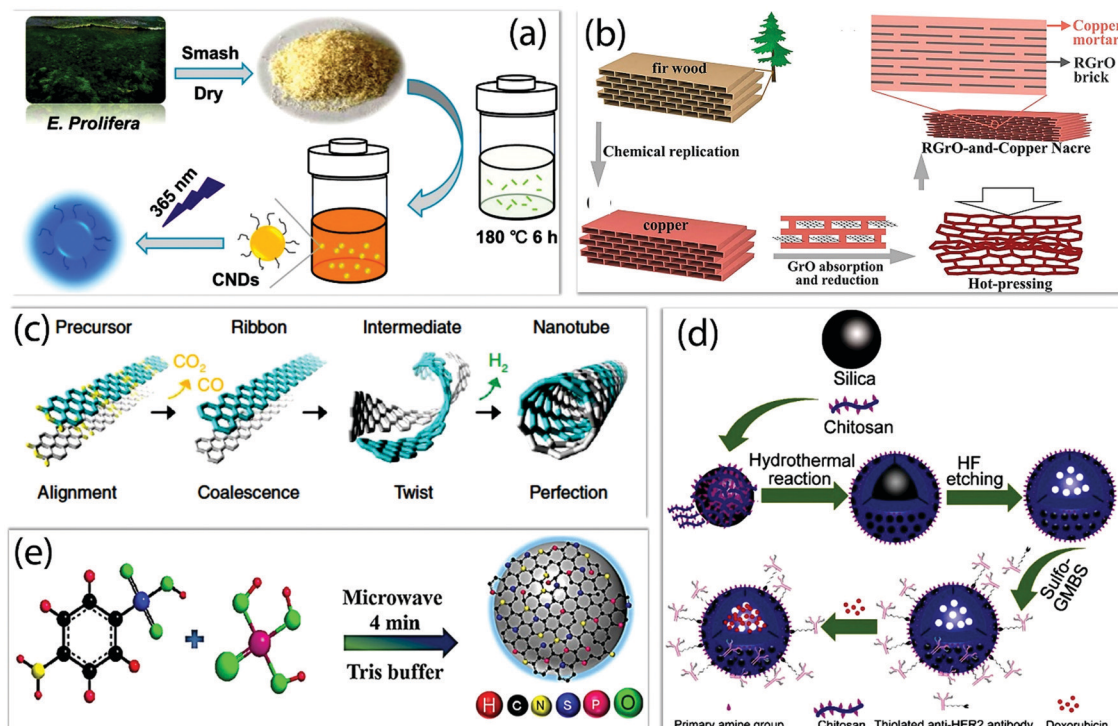 (a)
Smash
Dry
E. Prolifera
180 °C 6 h
365 nm
CNDs
(b)
fir wood
Chemical replication
copper
GrO absorption
and reduction
Hot-pressing
RGrO-and-Copper Nacre
Copper
mortar
RGrO
brick
(c)
Precursor
Ribbon
Intermediate
Nanotube
CO₂
CO
H₂
Alignment
Coalescence
Twist
Perfection
(d)
Silica
Chitosan
Hydrothermal
reaction
HF
etching
Sulfo-
GMBS
Primary amine group
Chitosan
Thiolated anti-HER2 antibody
Doxorubicin
(e)
Microwave
4 min
Tris buffer
H C N S P O